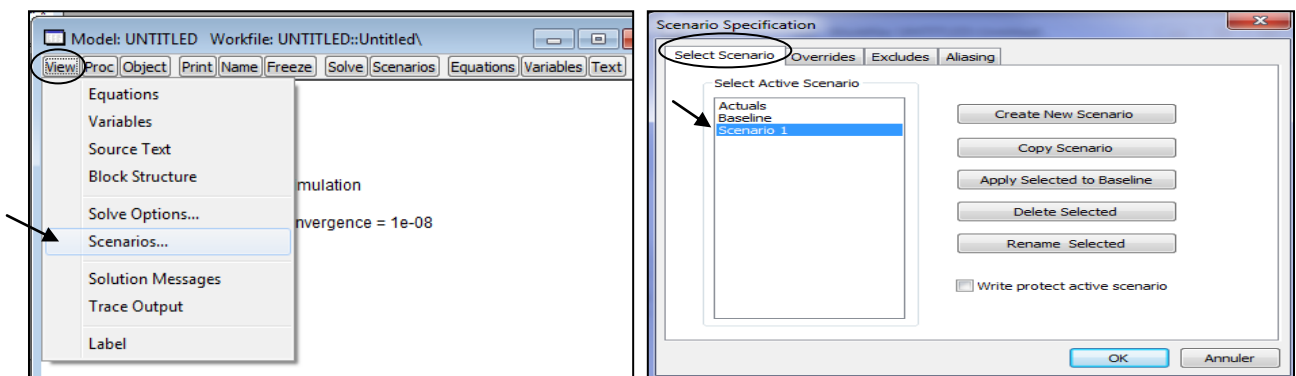 Model: UNTITLED Workfile: UNTITLED::Untitled\
View Proc Object Print Name Freeze Solve Scenarios Equations Variables Text
Equations
Variables
Source Text
Block Structure
mulation
Solve Options...
nvergence = 1e-08
Scenarios...
Solution Messages
Trace Output
Label
Scenario Specification
Select Scenario Overrides Excludes Aliasing
Select Active Scenario
Actuals
Baseline
Scenario 1
Create New Scenario
Copy Scenario
Apply Selected to Baseline
Delete Selected
Rename Selected
Write protect active scenario
OK Annuler